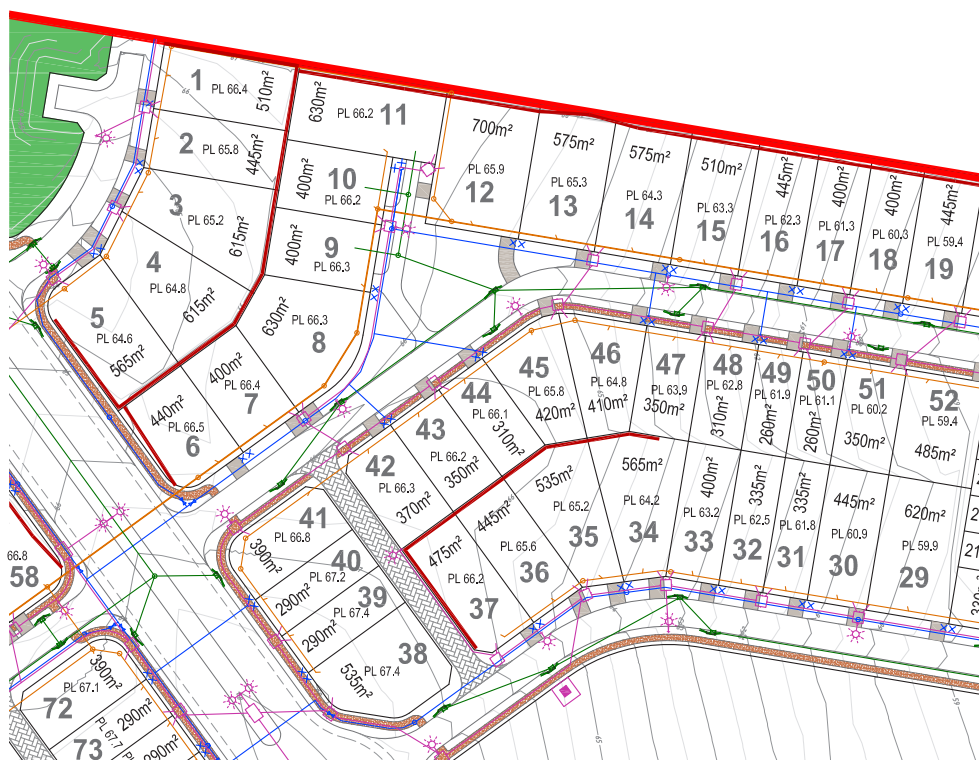 1
PL 66.4
510m²
2
PL 65.8
445m²
3
PL 65.2
615m²
4
PL 64.8
615m²
5
PL 64.6
565m²
6
PL 66.5
440m²
7
PL 66.4
400m²
8
PL 66.3
630m²
9
PL 66.3
400m²
10
PL 66.2
400m²
11
PL 66.2
630m²
700m²
PL 65.9
12
575m²
PL 65.3
13
575m²
PL 64.3
14
510m²
PL 63.3
15
445m²
PL 62.3
16
400m²
PL 61.3
17
400m²
PL 60.3
18
445m²
PL 59.4
19
45
PL 65.8
420m²
46
PL 64.8
410m²
47
PL 63.9
350m²
48
PL 62.8
310m²
49
PL 61.9
260m²
50
PL 61.1
260m²
51
PL 60.2
350m²
52
PL 59.4
485m²
44
PL 66.1
310m²
43
PL 66.2
350m²
42
PL 66.3
370m²
41
PL 66.8
390m²
40
PL 67.2
290m²
39
PL 67.4
290m²
38
PL 67.4
535m²
475m²
PL 66.2
37
445m²
PL 65.6
36
535m²
PL 65.2
35
565m²
PL 64.2
34
400m²
PL 63.2
33
335m²
PL 62.5
32
335m²
PL 61.8
31
445m²
PL 60.9
30
620m²
PL 59.9
29
66.8
58
390m²
PL 67.1
72
290m²
PL 67.7
73
290m²